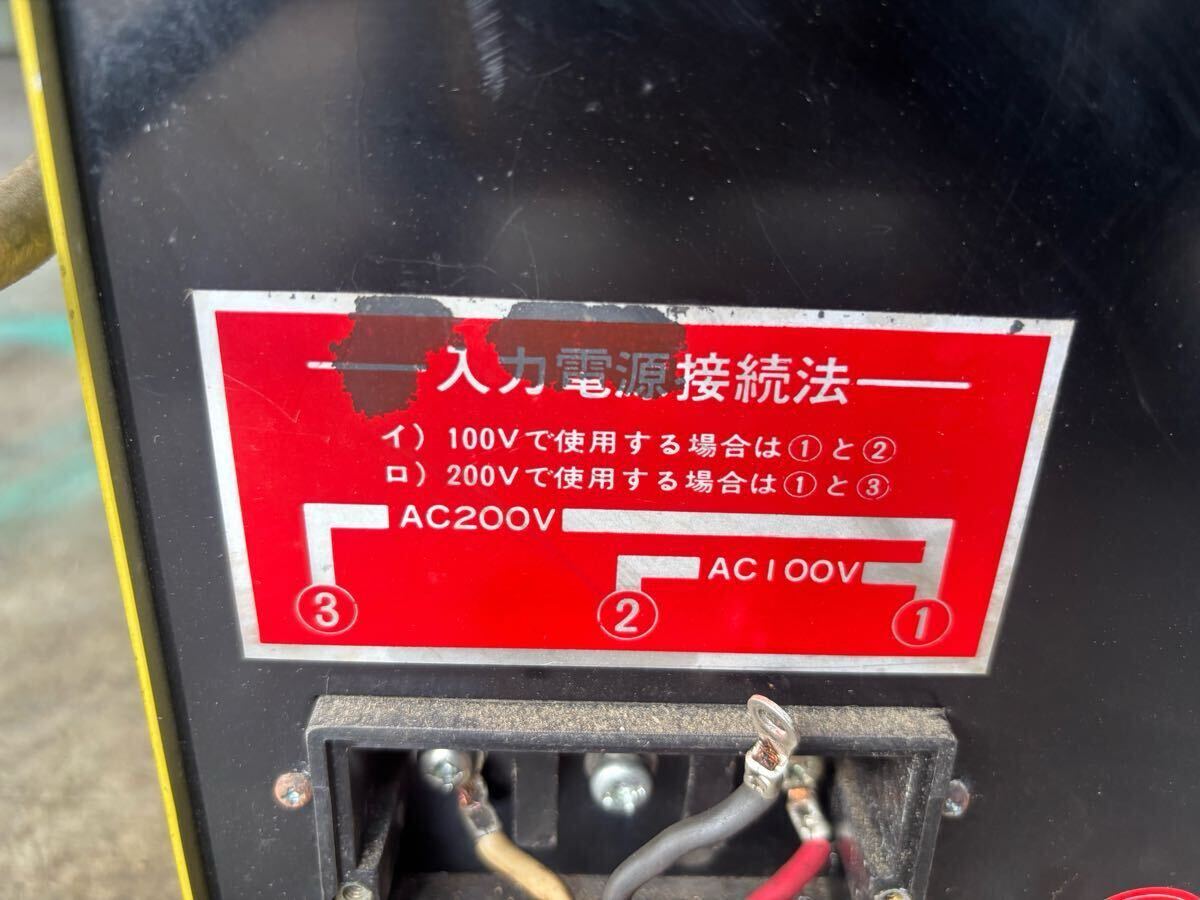 入力電源接続法
イ）100Vで使用する場合は①と②
ロ）200Vで使用する場合は①と③
AC200V
AC100V
③ ② ①